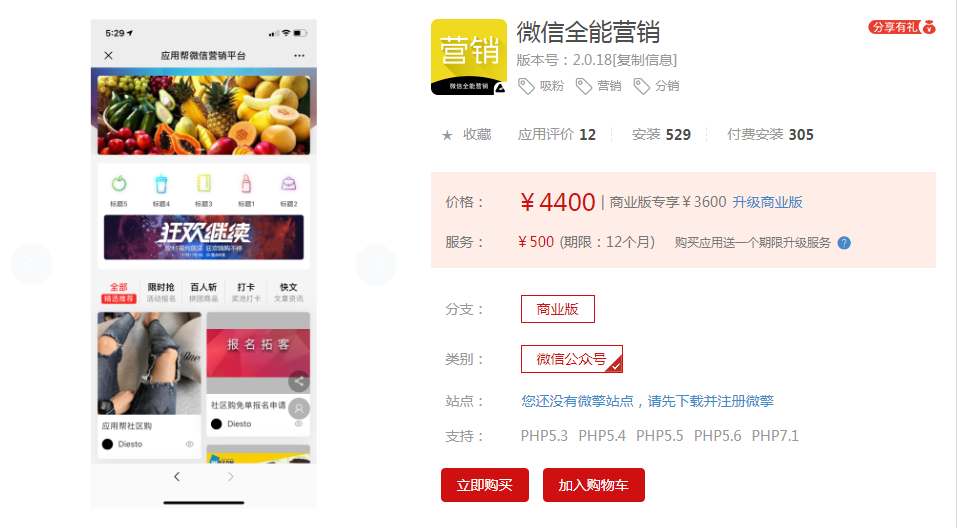 5:29
应用帮微信营销平台
标题5
标题4
标题3
标题1
标题2
狂欢继续
狂欢嗨购不停
全部
限时抢
百人斩
打卡
快文
精选推荐
活动报名
拼团商品
奖池打卡
文章资讯
报名拓客
应用帮社区购
Diesto
社区购免单报名申请
Diesto
营销
微信全能营销
微信全能营销
版本号：2.0.18[复制信息]
吸粉
营销
分销
分享有礼
收藏
应用评价 12
安装 529
付费安装 305
价格：
¥ 4400 | 商业版专享 ¥ 3600 升级商业版
服务：
¥ 500 (期限：12个月) 购买应用送一个期限升级服务 ?
分支：
商业版
类别：
微信公众号
站点：
您还没有微擎站点，请先下载并注册微擎
支持：
PHP5.3 PHP5.4 PHP5.5 PHP5.6 PHP7.1
立即购买
加入购物车